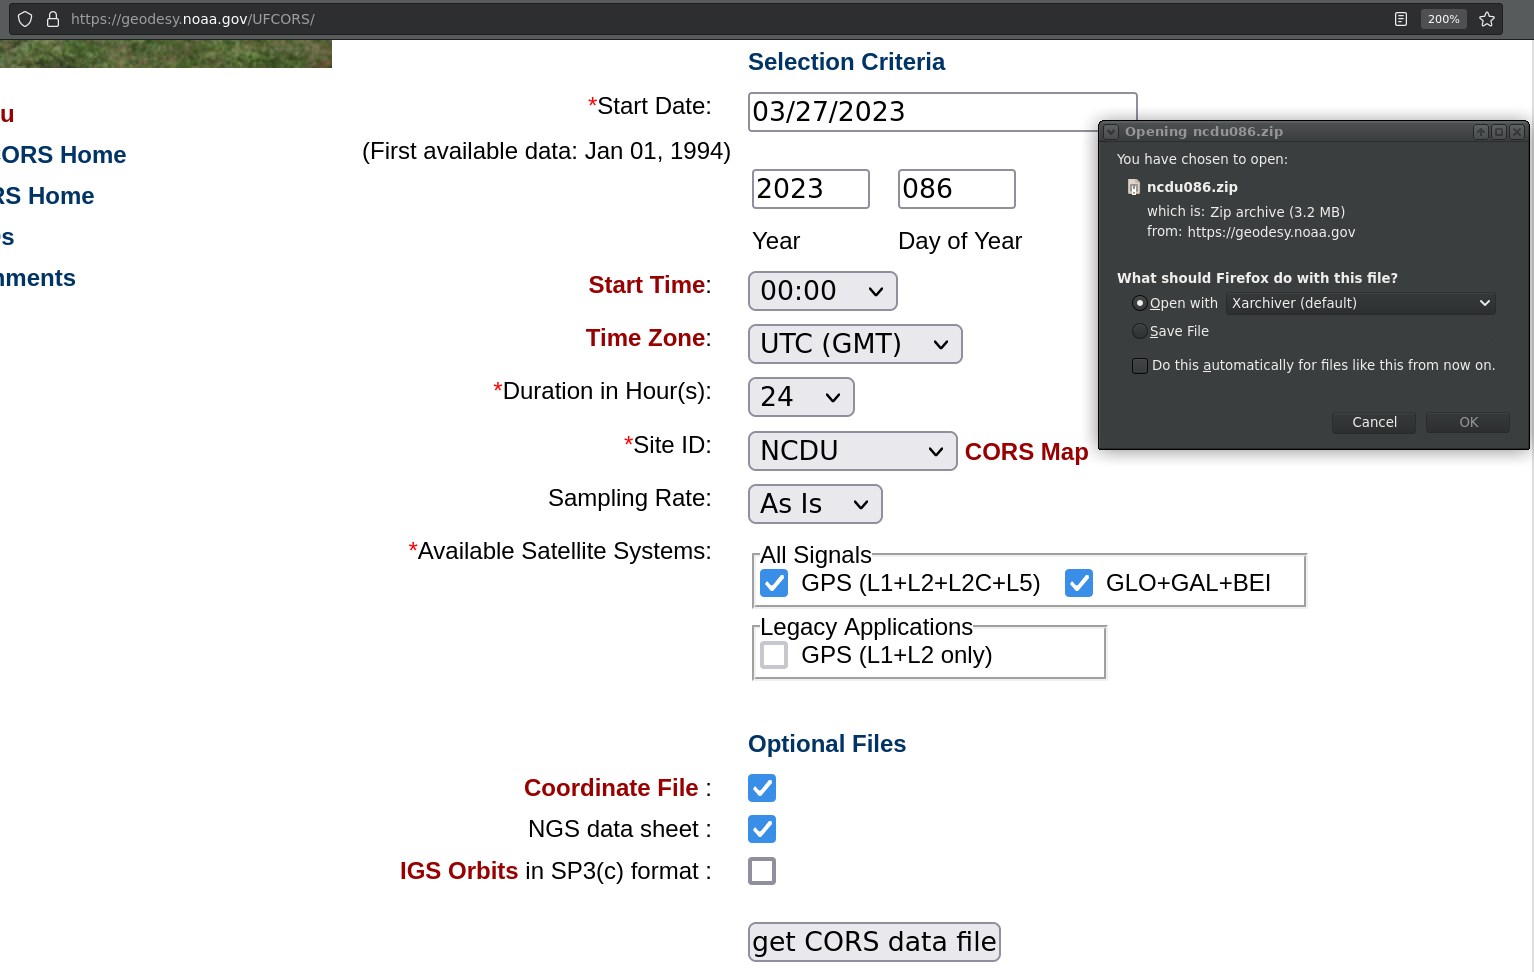 https://geodesy.noaa.gov/UFCORS/
200%
u
CORS Home
RS Home
s
nments
Selection Criteria
*Start Date: 03/27/2023
(First available data: Jan 01, 1994)
2023 086
Year Day of Year
Start Time: 00:00
Time Zone: UTC (GMT)
*Duration in Hour(s): 24
*Site ID: NCDU CORS Map
Sampling Rate: As Is
*Available Satellite Systems:
All Signals
GPS (L1+L2+L2C+L5) GLO+GAL+BEI
Legacy Applications
GPS (L1+L2 only)
Optional Files
Coordinate File :
NGS data sheet :
IGS Orbits in SP3(c) format :
get CORS data file
Opening ncdu086.zip
You have chosen to open:
ncdu086.zip
which is: Zip archive (3.2 MB)
from: https://geodesy.noaa.gov
What should Firefox do with this file?
Open with Xarchiver (default)
Save File
Do this automatically for files like this from now on.
Cancel OK